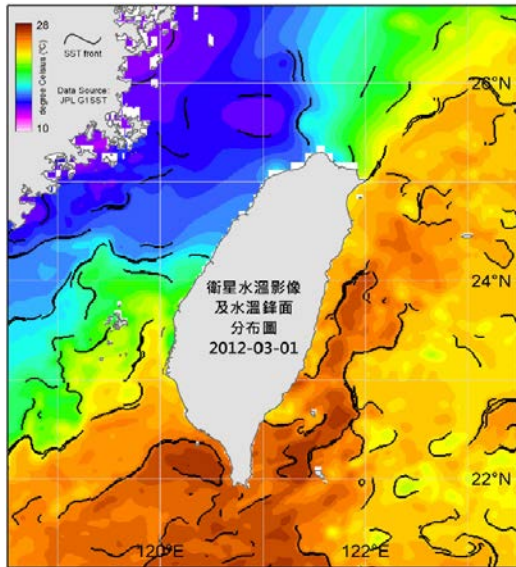 28
degree Celsius (°C)
10
SST front
Data Source:
JPL G1SST
26°N
24°N
22°N
120°E
122°E
衛星水溫影像
及水溫鋒面
分布圖
2012-03-01